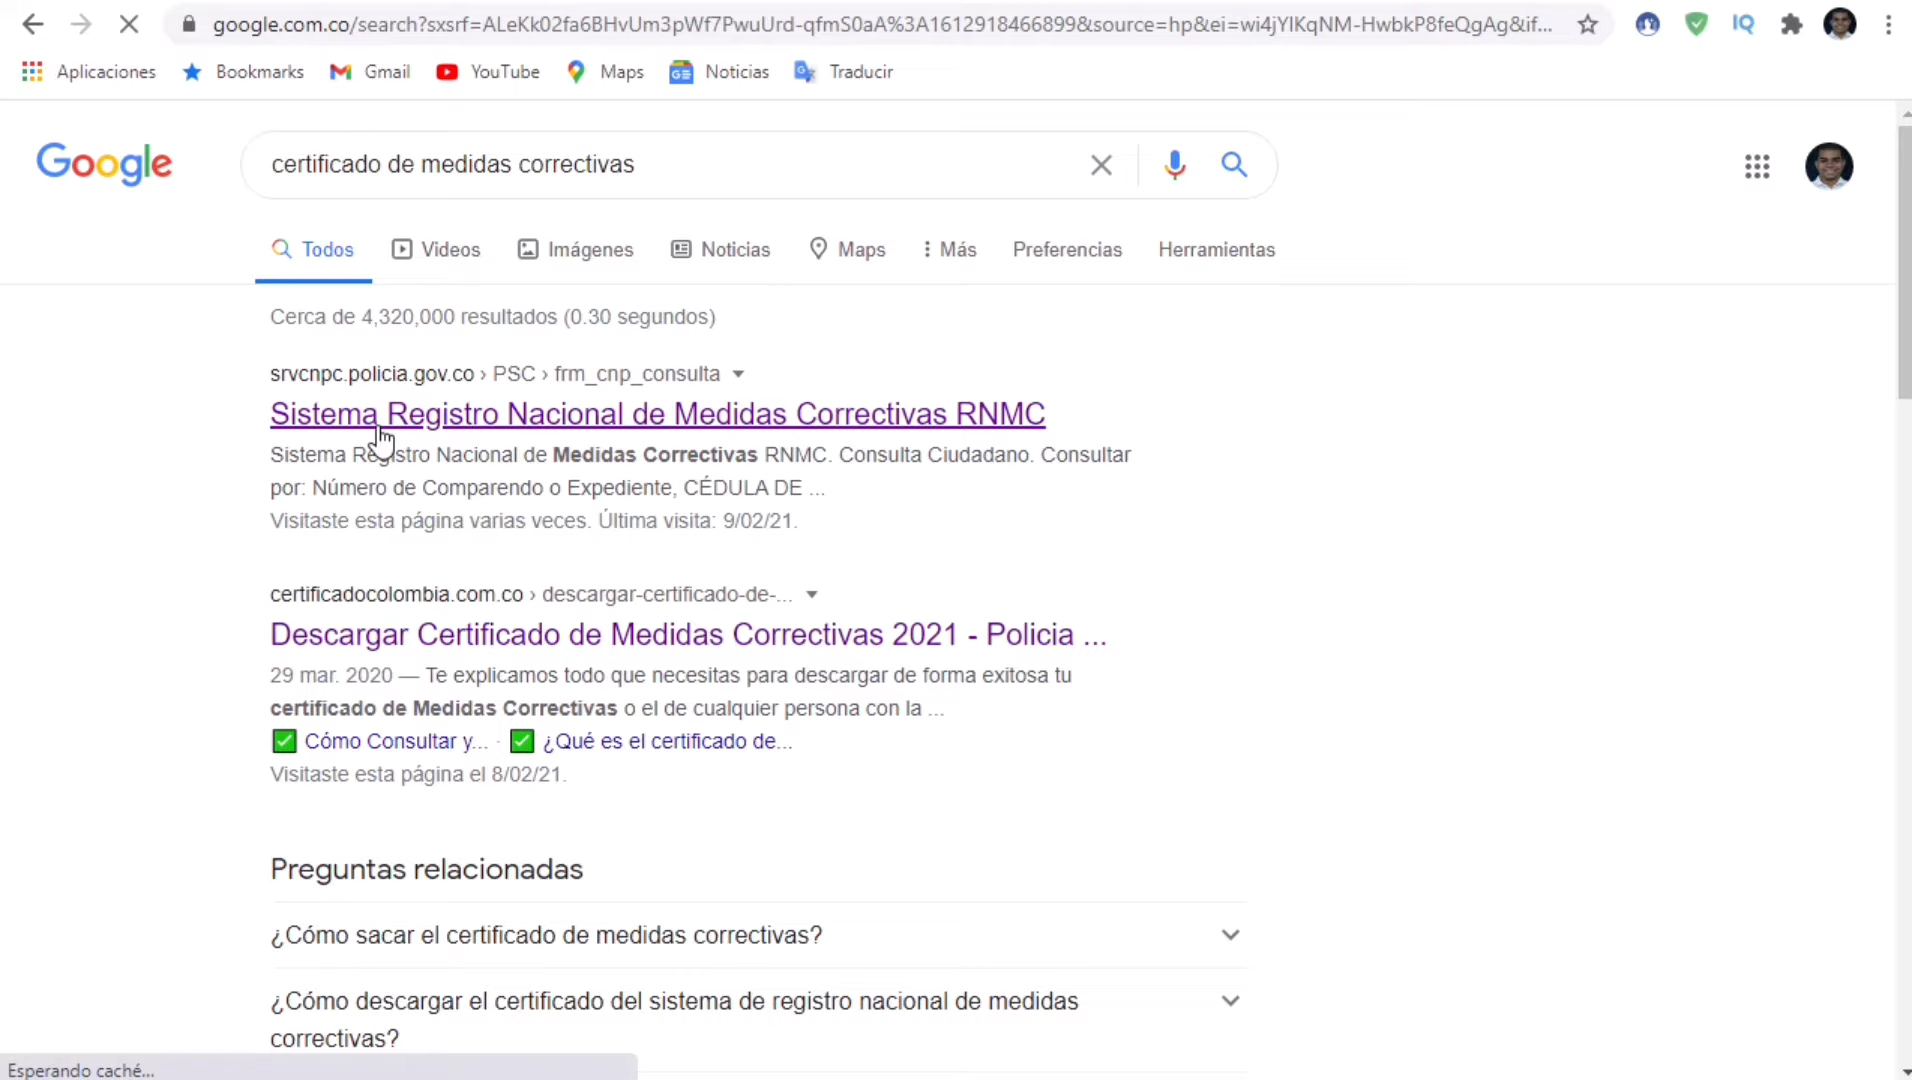 google.com.co/search?sxsrf=ALeKk02fa6BHvUm3pWf7PwuUrd-qfmS0aA%3A1612918466899&source=hp&ei=wi4jYIKqNM-HwbkP8feQgAg&if...
IQ
Aplicaciones Bookmarks Gmail YouTube Maps Noticias Traducir
Google
certificado de medidas correctivas
Todos Videos Imágenes Noticias Maps Más Preferencias Herramientas
Cerca de 4,320,000 resultados (0.30 segundos)
srvcnpc.policia.gov.co › PSC › frm_cnp_consulta
Sistema Registro Nacional de Medidas Correctivas RNMC
Sistema Registro Nacional de Medidas Correctivas RNMC. Consulta Ciudadano. Consultar
por: Número de Comparendo o Expediente, CÉDULA DE ...
Visitaste esta página varias veces. Última visita: 9/02/21.
certificadocolombia.com.co › descargar-certificado-de-...
Descargar Certificado de Medidas Correctivas 2021 - Policia ...
29 mar. 2020 — Te explicamos todo que necesitas para descargar de forma exitosa tu
certificado de Medidas Correctivas o el de cualquier persona con la ...
✅ Cómo Consultar y... · ✅ ¿Qué es el certificado de...
Visitaste esta página el 8/02/21.
Preguntas relacionadas
¿Cómo sacar el certificado de medidas correctivas?
¿Cómo descargar el certificado del sistema de registro nacional de medidas
correctivas?
Esperando caché...